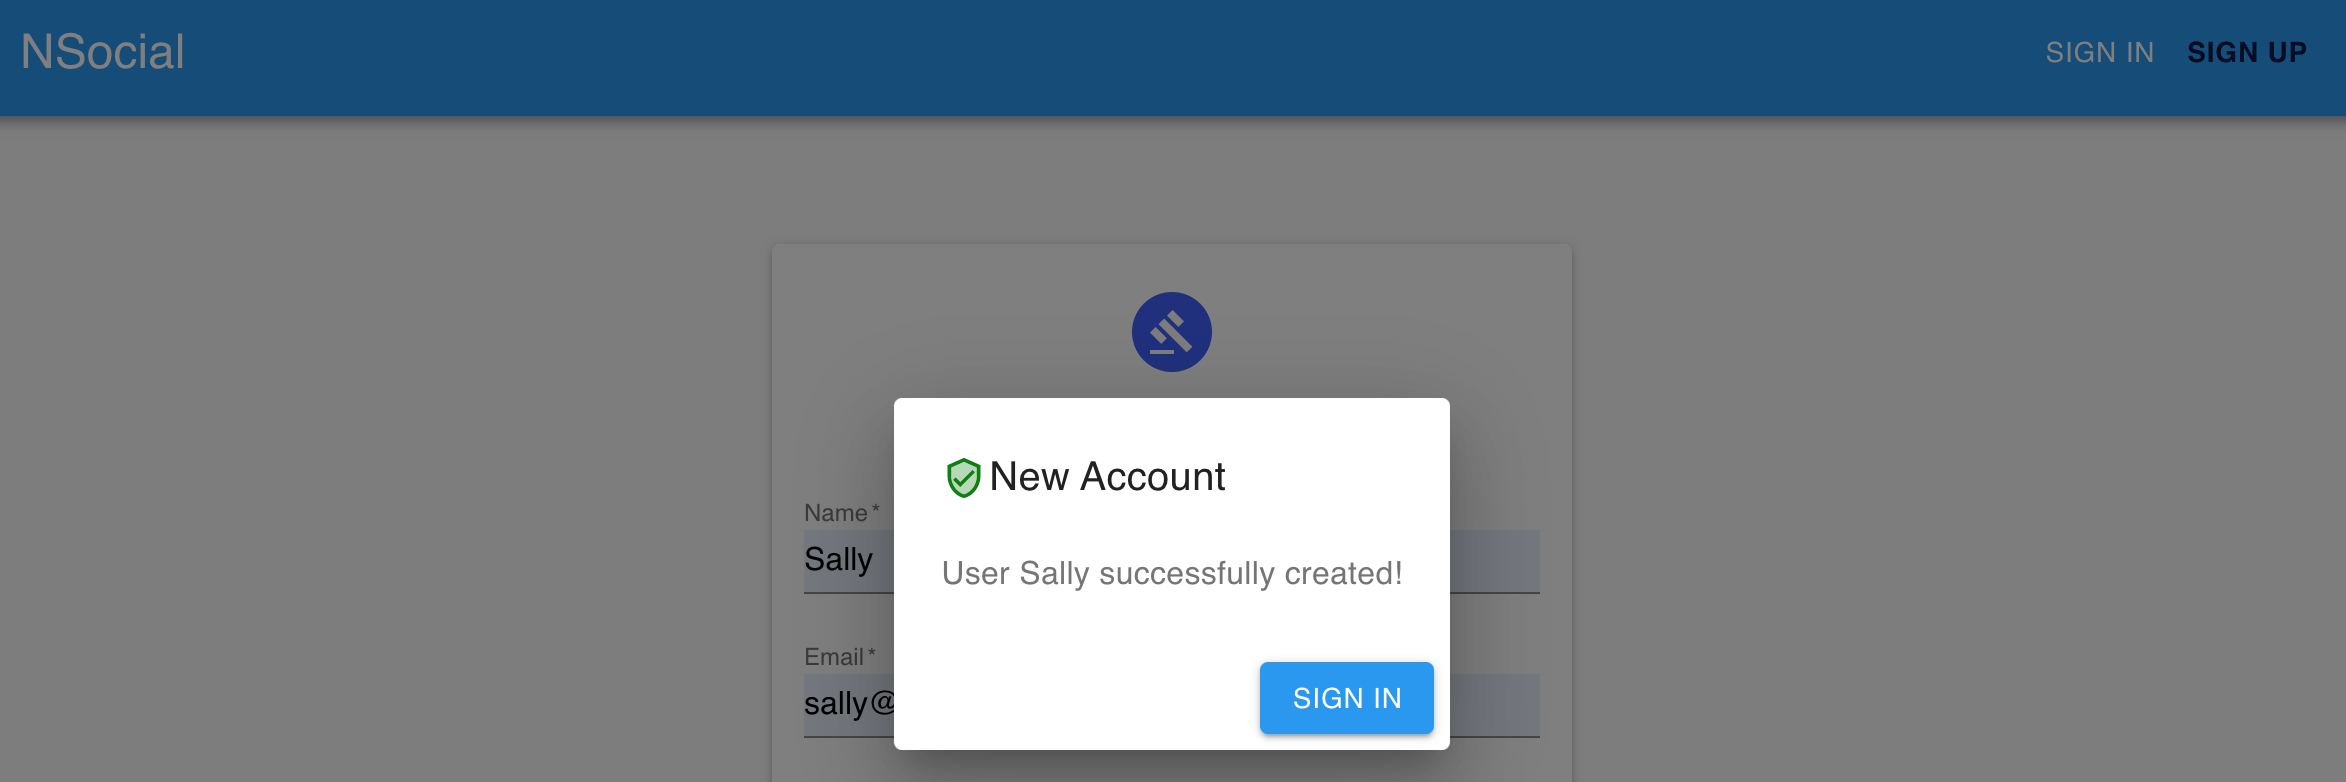 NSocial
SIGN IN SIGN UP
New Account
Name *
Sally
User Sally successfully created!
Email *
sally@
SIGN IN